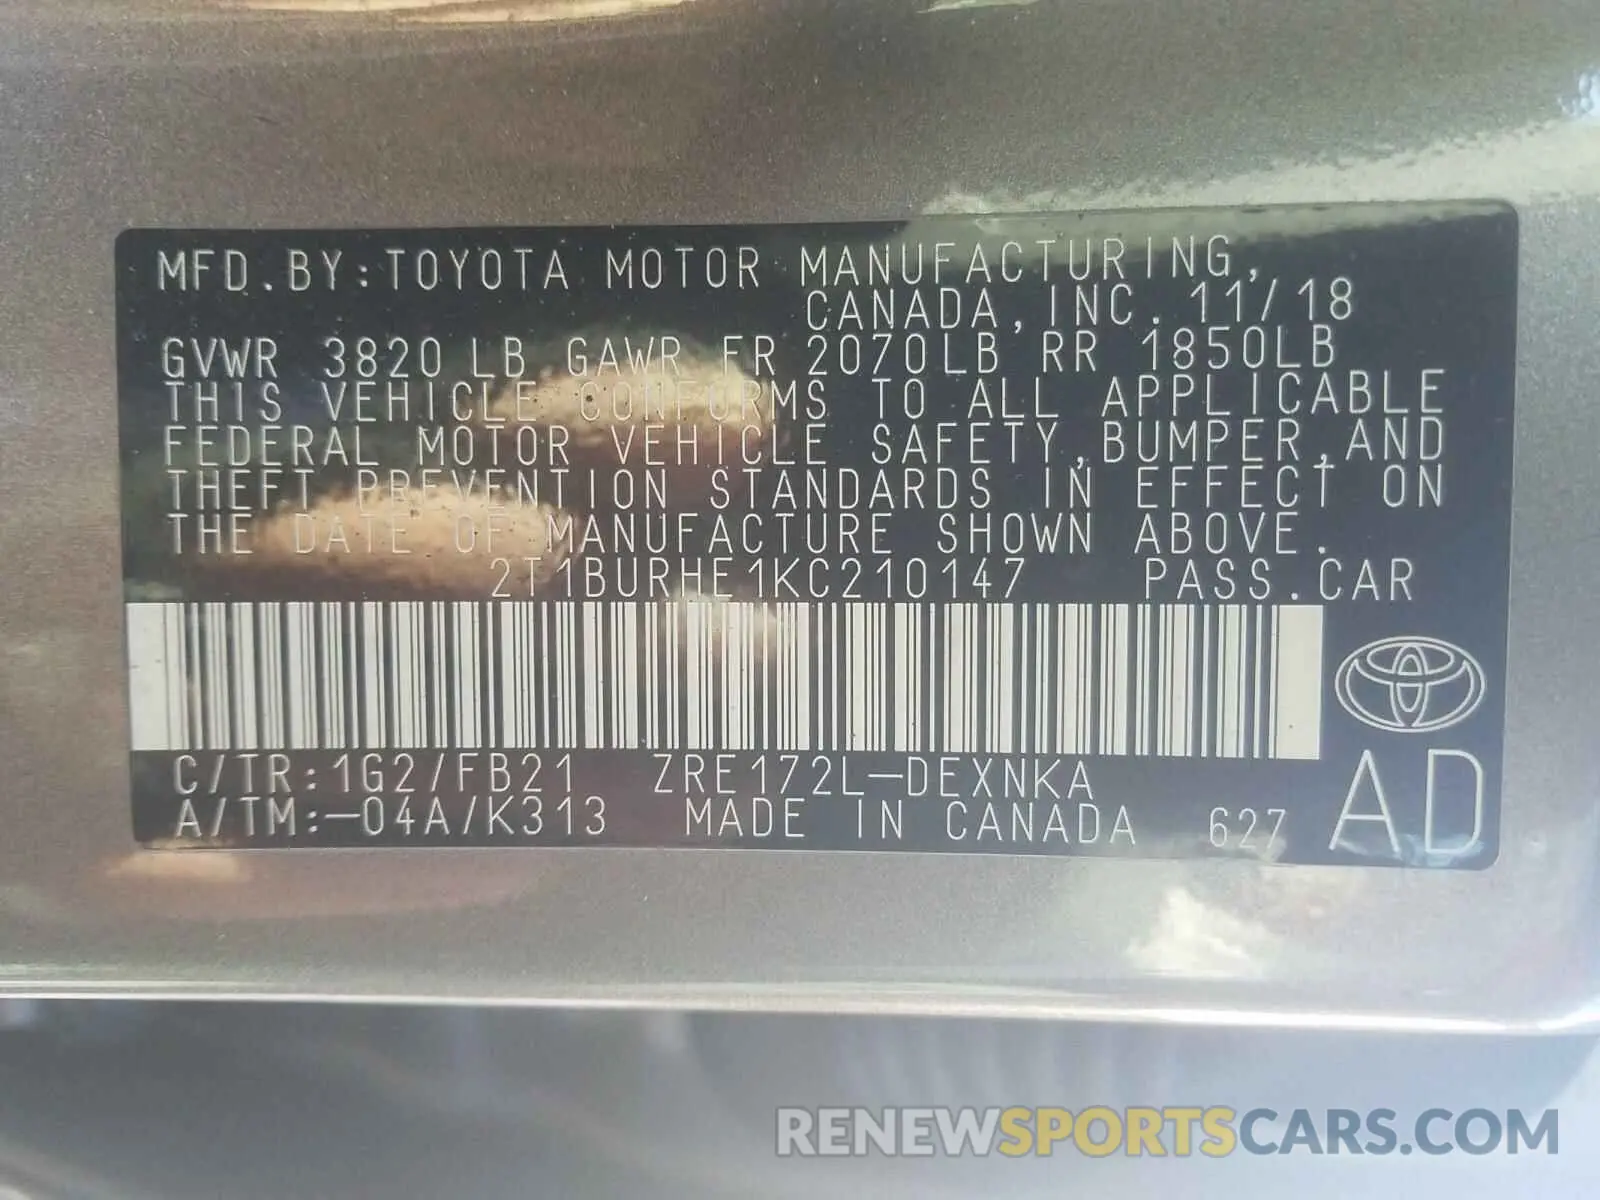 MFD.BY:TOYOTA MOTOR MANUFACTURING,
CANADA,INC. 11/18
GVWR 3820 LB GAWR FR 2070LB RR 1850LB
THIS VEHICLE CONFORMS TO ALL APPLICABLE
FEDERAL MOTOR VEHICLE SAFETY,BUMPER,AND
THEFT PREVENTION STANDARDS IN EFFECT ON
THE DATE OF MANUFACTURE SHOWN ABOVE.
2T1BURHE1KC210147 PASS.CAR
C/TR:1G2/FB21 ZRE172L-DEXNKA
A/TM:-04A/K313 MADE IN CANADA 627 AD
RENEWSPORTSCARS.COM